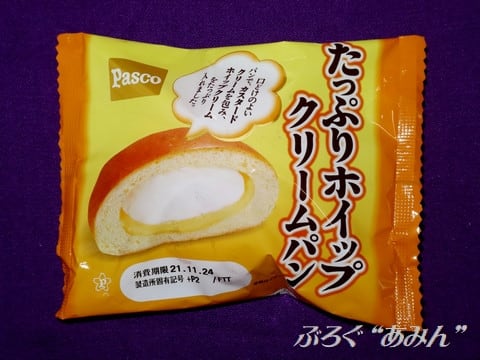 Pasco
たっぷりホイップ
クリームパン
口どけのよい
パンで、カスタード
クリームを包み、
ホイップクリーム
をたっぷり
入れました。
消費期限 21.11.24
製造所固有記号 +P2 /FTT
ぶろぐ“あみん”